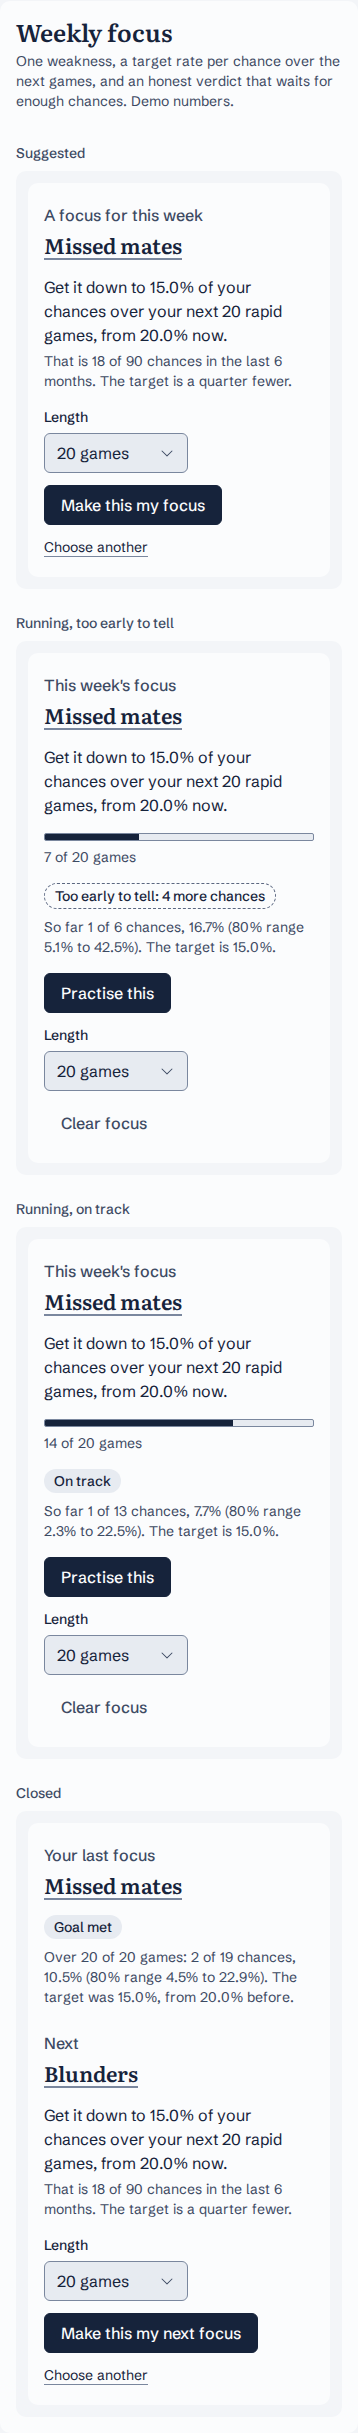 Weekly focus
One weakness, a target rate per chance over the
next games, and an honest verdict that waits for
enough chances. Demo numbers.
Suggested
A focus for this week
Missed mates
Get it down to 15.0% of your
chances over your next 20 rapid
games, from 20.0% now.
That is 18 of 90 chances in the last 6
months. The target is a quarter fewer.
Length
20 games
Make this my focus
Choose another
Running, too early to tell
This week's focus
Missed mates
Get it down to 15.0% of your
chances over your next 20 rapid
games, from 20.0% now.
7 of 20 games
Too early to tell: 4 more chances
So far 1 of 6 chances, 16.7% (80% range
5.1% to 42.5%). The target is 15.0%.
Practise this
Length
20 games
Clear focus
Running, on track
This week's focus
Missed mates
Get it down to 15.0% of your
chances over your next 20 rapid
games, from 20.0% now.
14 of 20 games
On track
So far 1 of 13 chances, 7.7% (80% range
2.3% to 22.5%). The target is 15.0%.
Practise this
Length
20 games
Clear focus
Closed
Your last focus
Missed mates
Goal met
Over 20 of 20 games: 2 of 19 chances,
10.5% (80% range 4.5% to 22.9%). The
target was 15.0%, from 20.0% before.
Next
Blunders
Get it down to 15.0% of your
chances over your next 20 rapid
games, from 20.0% now.
That is 18 of 90 chances in the last 6
months. The target is a quarter fewer.
Length
20 games
Make this my next focus
Choose another